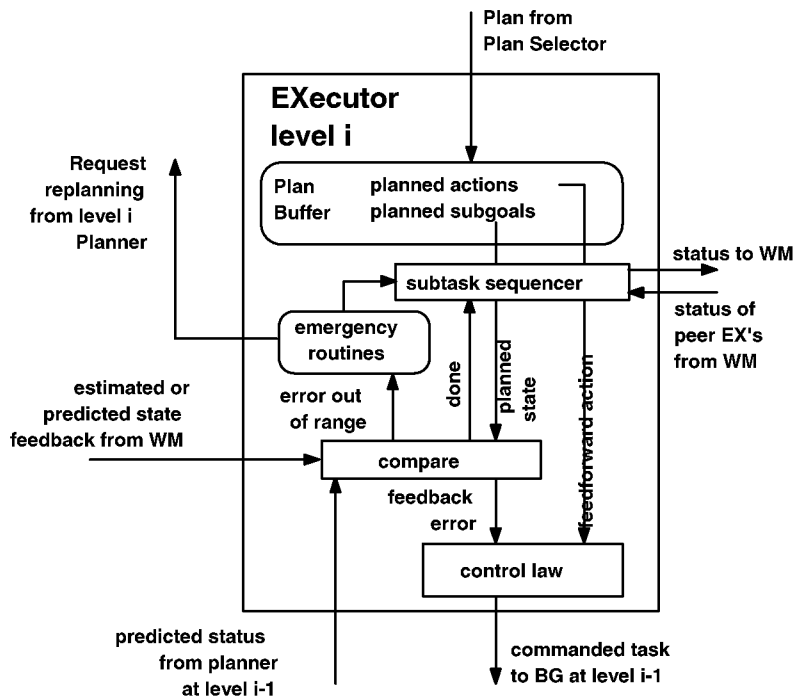 Plan from
Plan Selector
EXecutor
level i
Request
replanning
from level i
Planner
Plan planned actions
Buffer planned subgoals
subtask sequencer
status to WM
status of
peer EX's
from WM
emergency
routines
estimated or
predicted state
feedback from WM
error out
of range
done
planned
state
feedforward action
compare
feedback
error
control law
predicted status
from planner
at level i-1
commanded task
to BG at level i-1